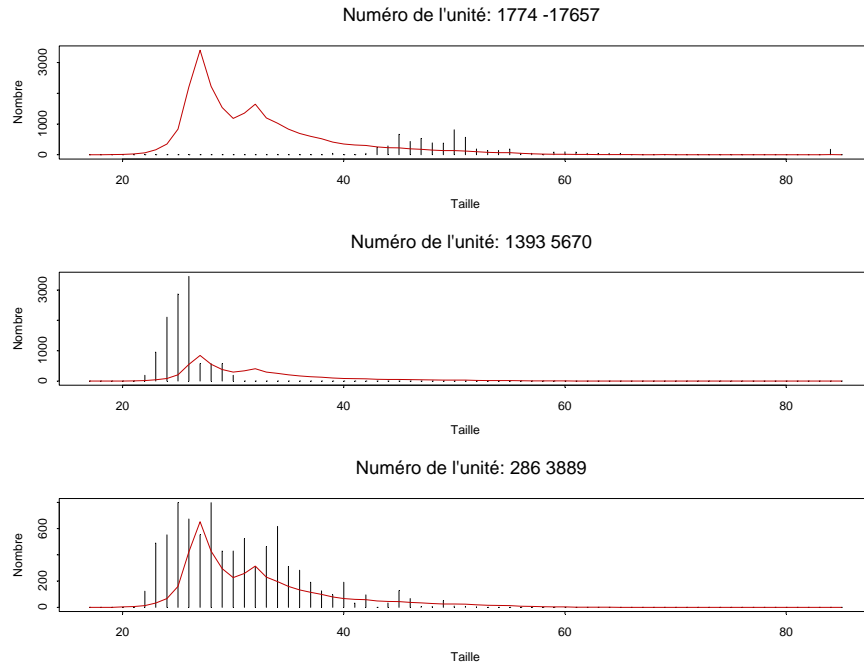 Numéro de l'unité: 1774 -17657
Nombre
3000
1000
0
20 40 60 80
Taille
Numéro de l'unité: 1393 5670
Nombre
3000
1000
0
20 40 60 80
Taille
Numéro de l'unité: 286 3889
Nombre
600
200
0
20 40 60 80
Taille